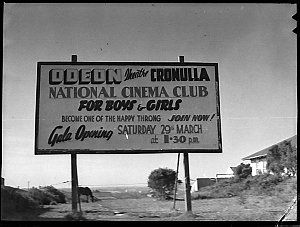 ODEON Theatre CRONULLA
NATIONAL CINEMA CLUB
FOR BOYS & GIRLS
BECOME ONE OF THE HAPPY THRONG JOIN NOW!
Gala Opening SATURDAY 29th MARCH
at 1·30 P.M.